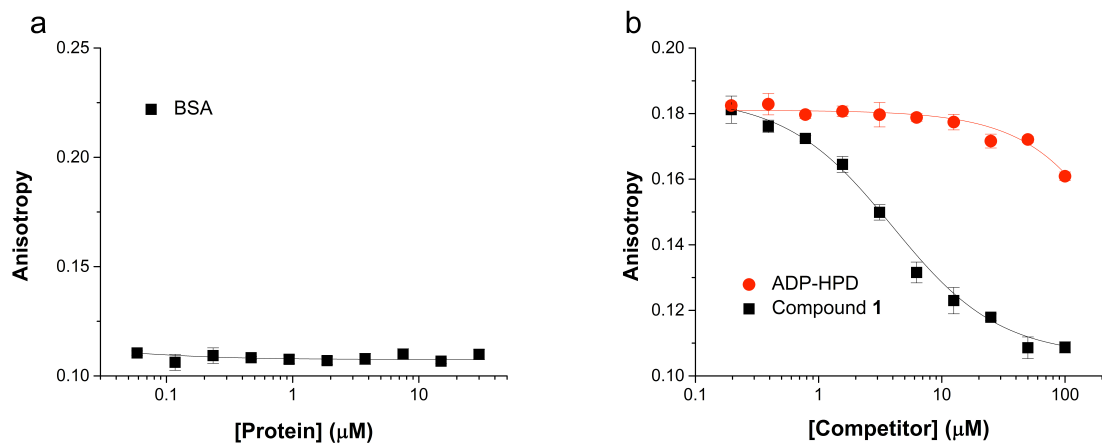 a
0.25
0.20
0.15
0.10
Anisotropy
BSA
0.1
1
10
[Protein] (μM)
b
0.20
0.18
0.16
0.14
0.12
0.10
Anisotropy
ADP-HPD
Compound 1
0.1
1
10
100
[Competitor] (μM)